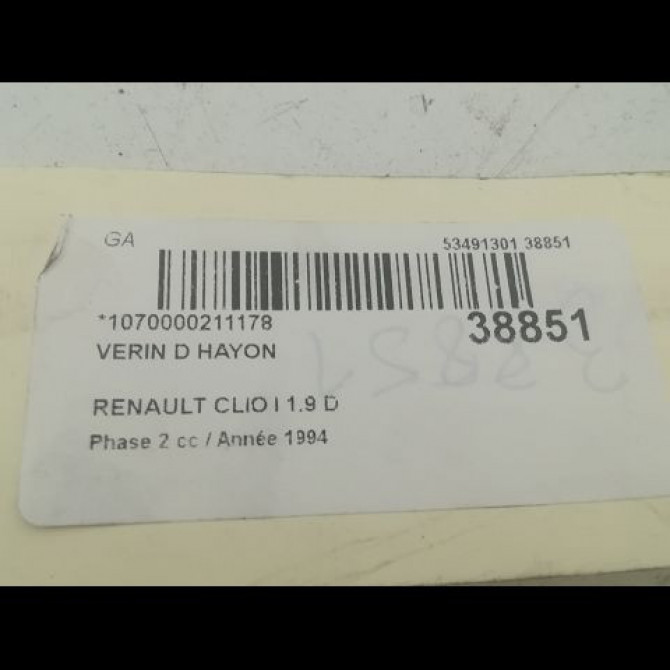 GA
53491301 38851
*1070000211178
38851
VERIN D HAYON
RENAULT CLIO I 1.9 D
Phase 2 cc / Année 1994